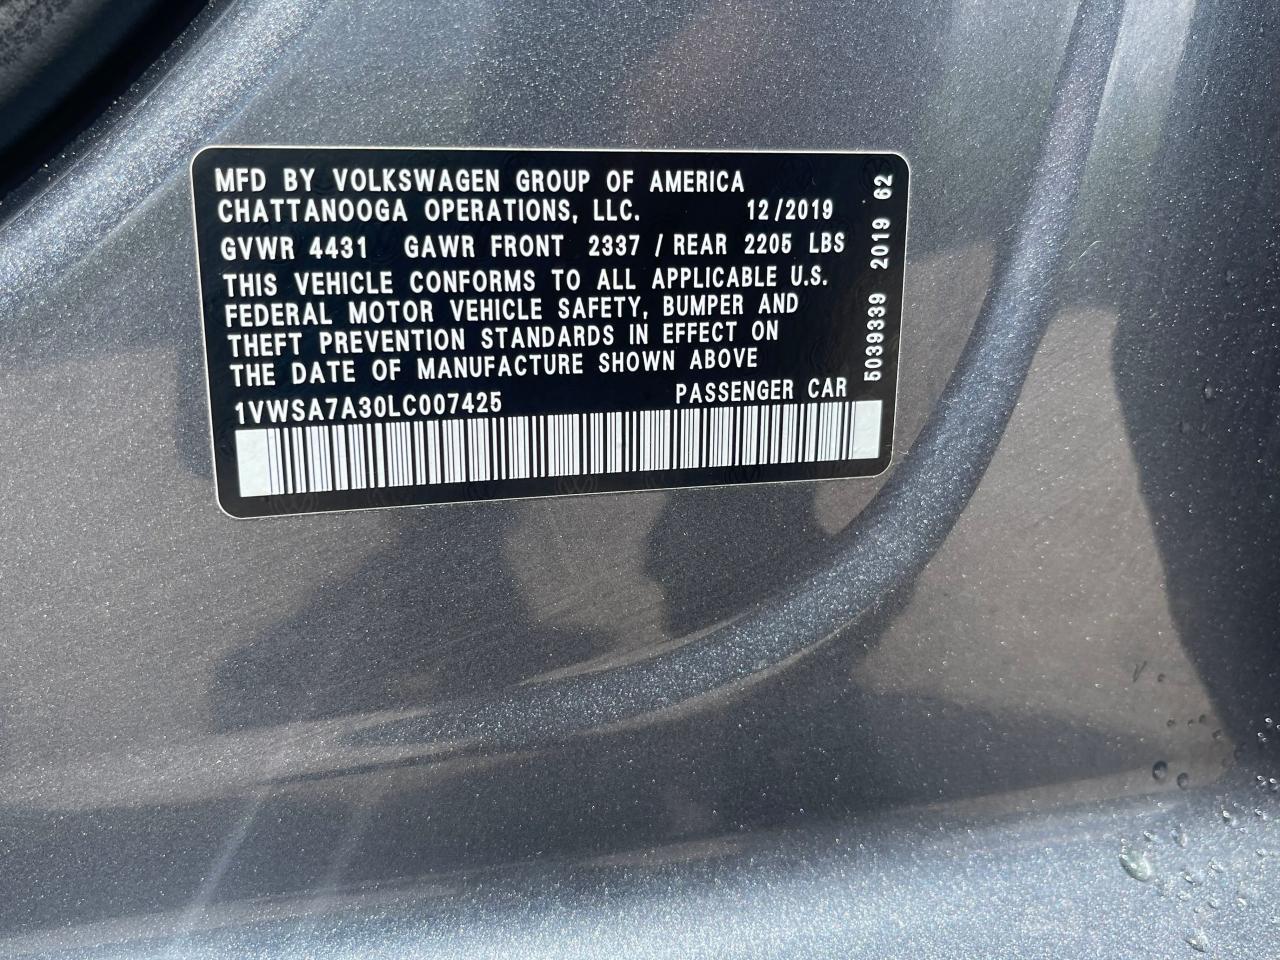 MFD BY VOLKSWAGEN GROUP OF AMERICA
CHATTANOOGA OPERATIONS, LLC. 12/2019
GVWR 4431 GAWR FRONT 2337 / REAR 2205 LBS
THIS VEHICLE CONFORMS TO ALL APPLICABLE U.S.
FEDERAL MOTOR VEHICLE SAFETY, BUMPER AND
THEFT PREVENTION STANDARDS IN EFFECT ON
THE DATE OF MANUFACTURE SHOWN ABOVE
1VWSA7A30LC007425 PASSENGER CAR
5039339 2019 62